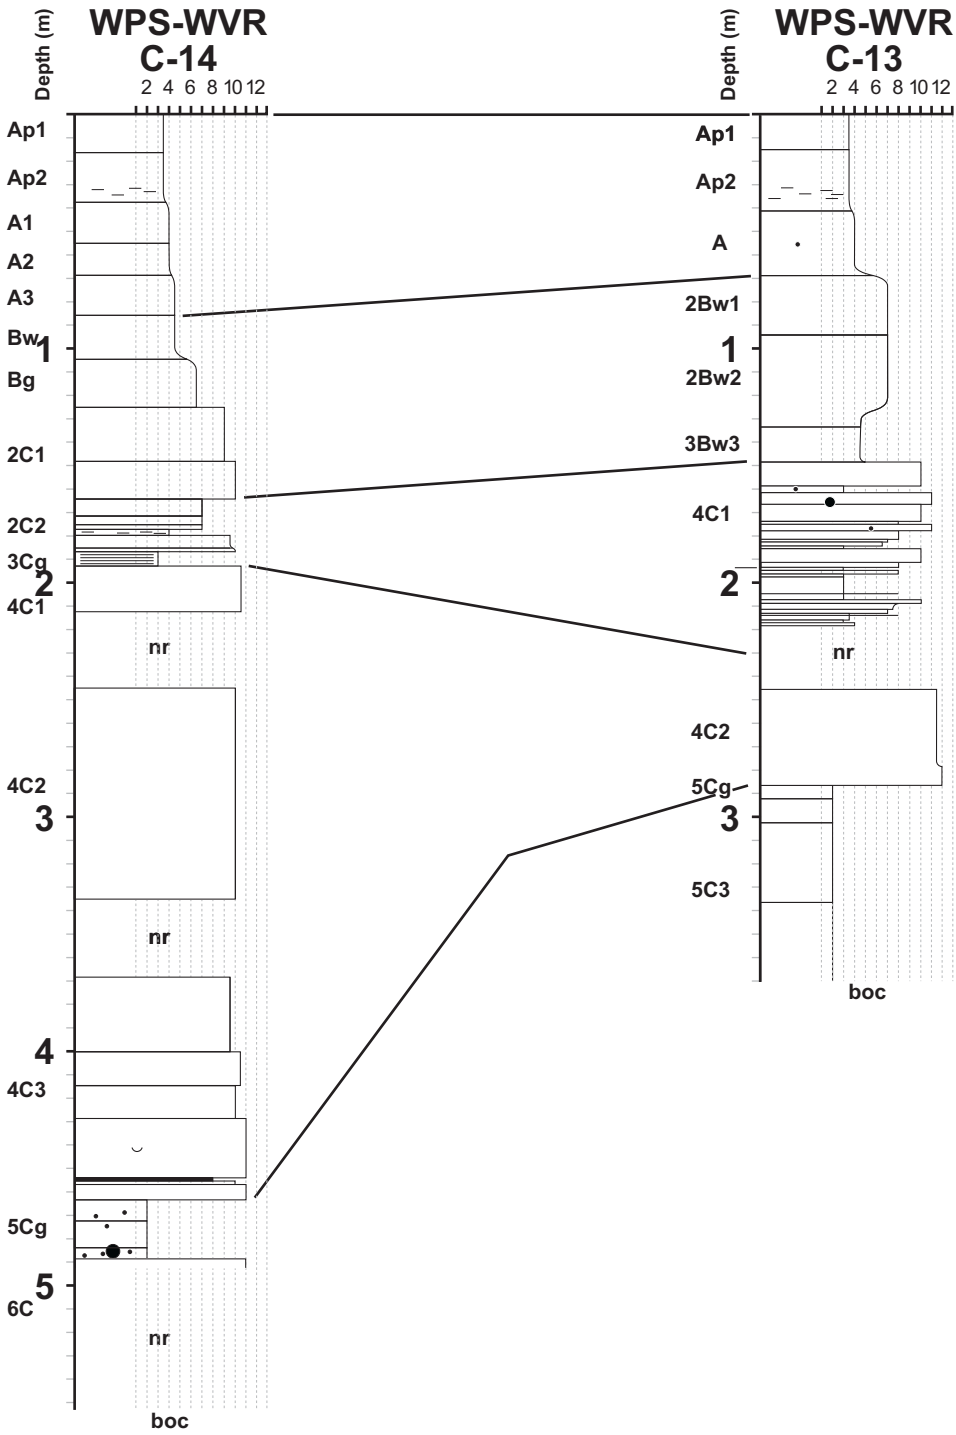 WPS-WVR
C-14
Depth (m)
2 4 6 8 10 12
Ap1
Ap2
A1
A2
A3
Bw
1
Bg
2C1
2C2
3Cg
2
4C1
nr
4C2
3
nr
4
4C3
5Cg
5
6C
nr
boc
WPS-WVR
C-13
Depth (m)
2 4 6 8 10 12
Ap1
Ap2
A
2Bw1
1
2Bw2
3Bw3
4C1
2
nr
4C2
5Cg
3
5C3
boc